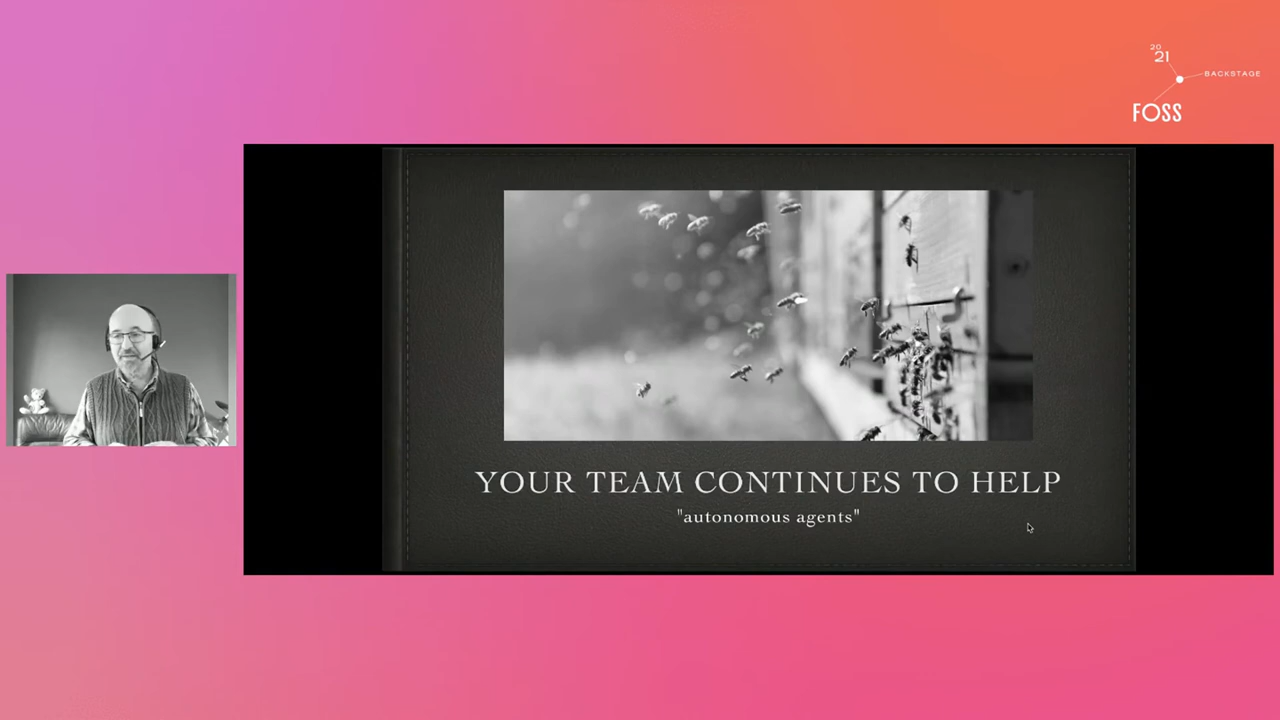 20
21
BACKSTAGE
FOSS
YOUR TEAM CONTINUES TO HELP
"autonomous agents"